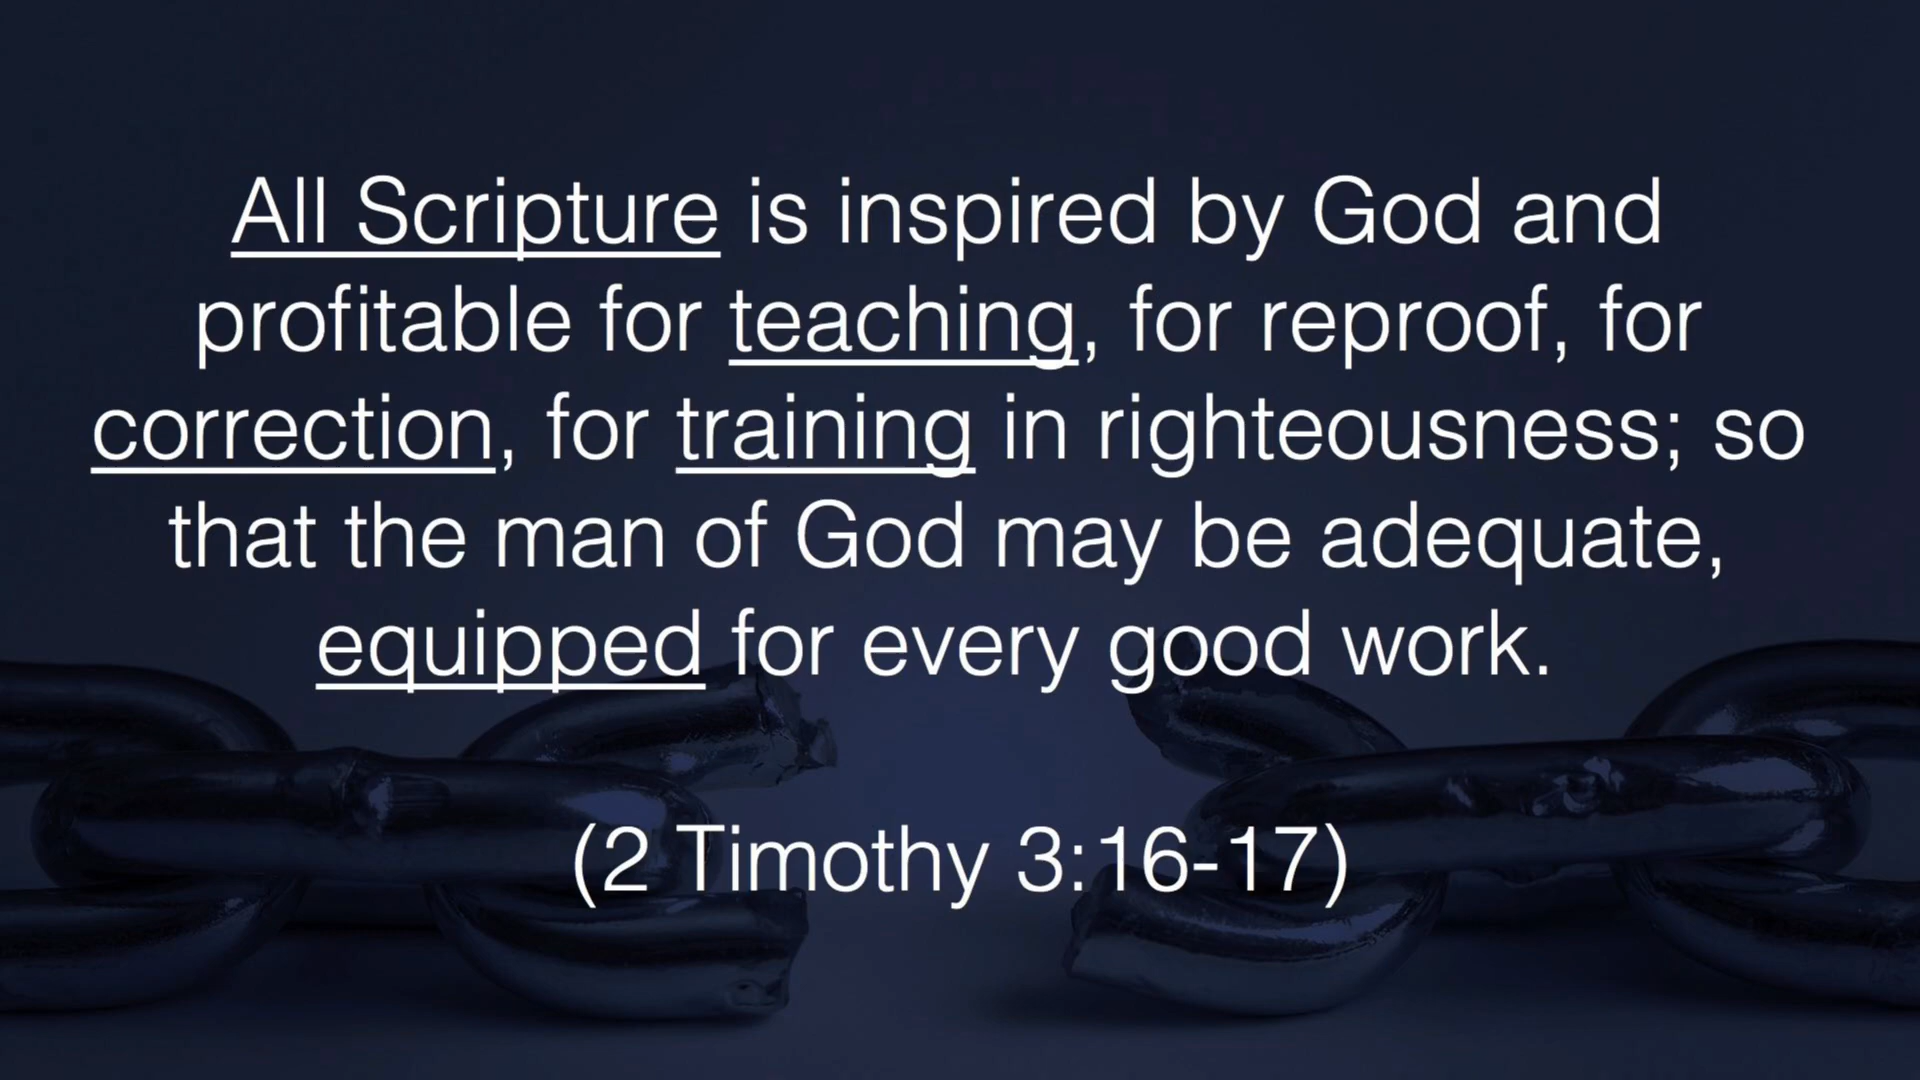 All Scripture is inspired by God and
profitable for teaching, for reproof, for
correction, for training in righteousness; so
that the man of God may be adequate,
equipped for every good work.
(2 Timothy 3:16-17)